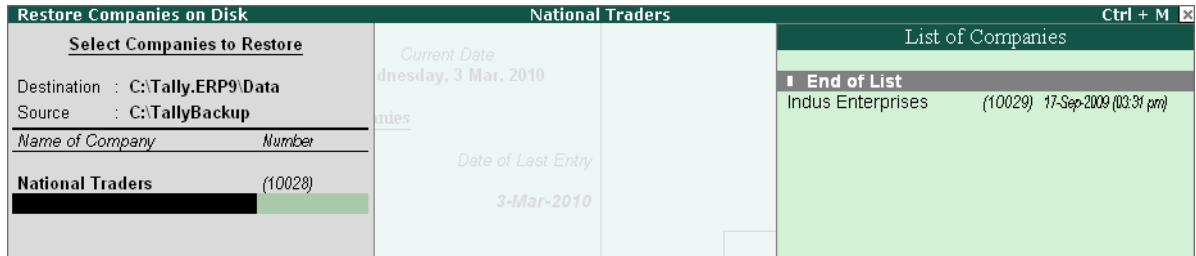 Restore Companies on Disk National Traders Ctrl + M
Select Companies to Restore
Destination : C:\Tally.ERP9\Data
Source : C:\TallyBackup
Name of Company Number
National Traders (10028)
Current Date
dnesday, 3 Mar, 2010
nies
Date of Last Entry
3-Mar-2010
List of Companies
End of List
Indus Enterprises (10029) 17-Sep-2009 (03:31 pm)